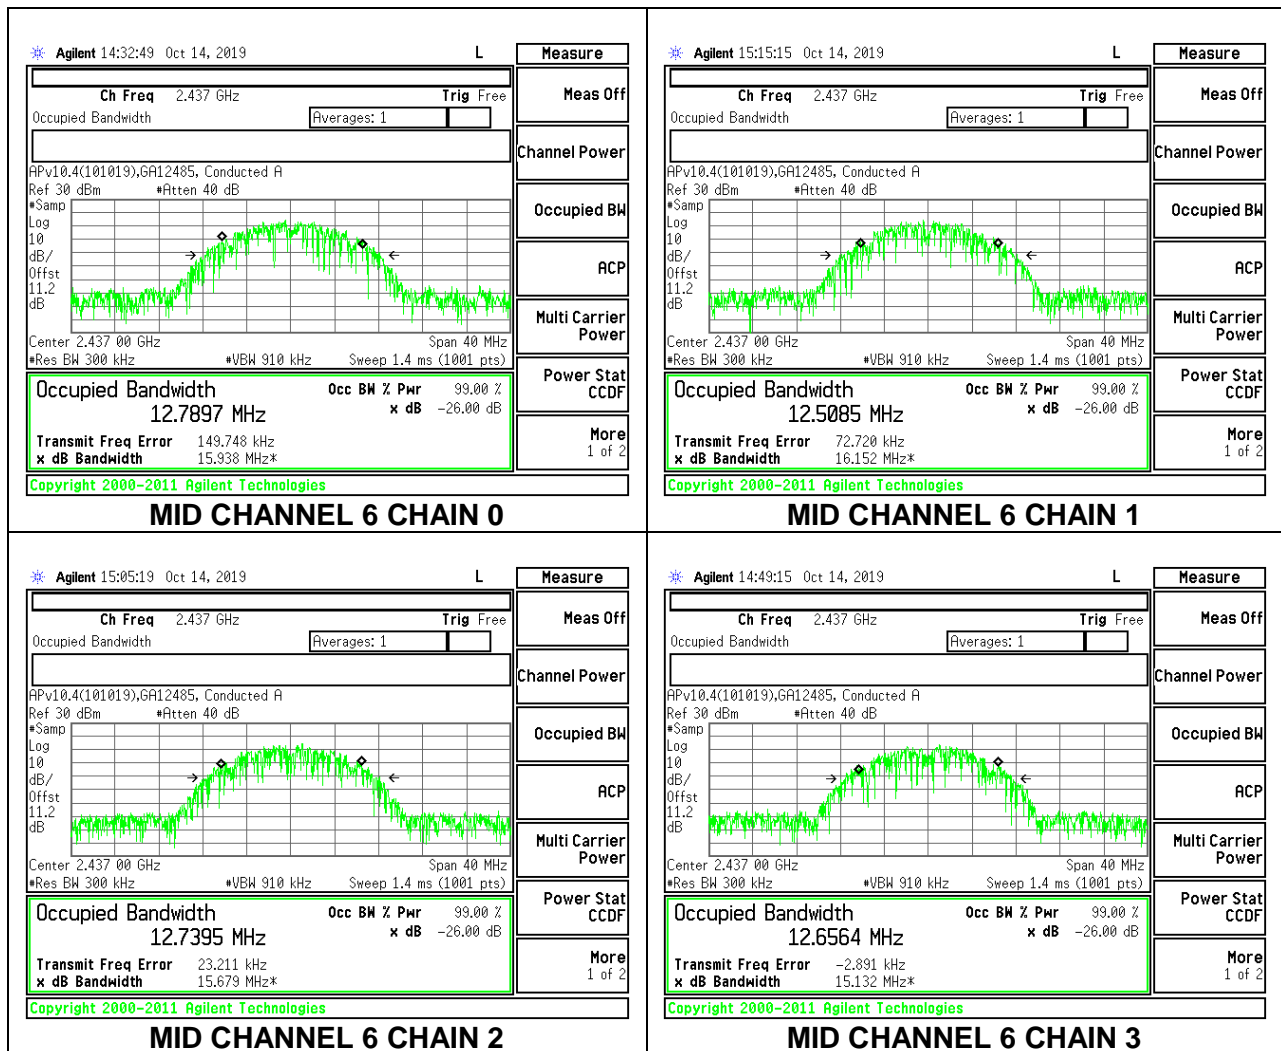 Agilent 14:32:49 Oct 14, 2019 L
Measure
Ch Freq 2.437 GHz Trig Free
Occupied Bandwidth Averages: 1
APv10.4(101019),GA12485, Conducted A
Ref 30 dBm #Atten 40 dB
#Samp
Log
10
dB/
Offst
11.2
dB
Center 2.437 00 GHz Span 40 MHz
#Res BW 300 kHz #VBW 910 kHz Sweep 1.4 ms (1001 pts)
Occupied Bandwidth Occ BW % Pwr 99.00 %
12.7897 MHz x dB -26.00 dB
Transmit Freq Error 149.748 kHz
x dB Bandwidth 15.938 MHz*
Copyright 2000-2011 Agilent Technologies
Meas Off
Channel Power
Occupied BW
ACP
Multi Carrier
Power
Power Stat
CCDF
More
1 of 2
MID CHANNEL 6 CHAIN 0
Agilent 15:15:15 Oct 14, 2019 L
Measure
Ch Freq 2.437 GHz Trig Free
Occupied Bandwidth Averages: 1
APv10.4(101019),GA12485, Conducted A
Ref 30 dBm #Atten 40 dB
#Samp
Log
10
dB/
Offst
11.2
dB
Center 2.437 00 GHz Span 40 MHz
#Res BW 300 kHz #VBW 910 kHz Sweep 1.4 ms (1001 pts)
Occupied Bandwidth Occ BW % Pwr 99.00 %
12.5085 MHz x dB -26.00 dB
Transmit Freq Error 72.720 kHz
x dB Bandwidth 16.152 MHz*
Copyright 2000-2011 Agilent Technologies
Meas Off
Channel Power
Occupied BW
ACP
Multi Carrier
Power
Power Stat
CCDF
More
1 of 2
MID CHANNEL 6 CHAIN 1
Agilent 15:05:19 Oct 14, 2019 L
Measure
Ch Freq 2.437 GHz Trig Free
Occupied Bandwidth Averages: 1
APv10.4(101019),GA12485, Conducted A
Ref 30 dBm #Atten 40 dB
#Samp
Log
10
dB/
Offst
11.2
dB
Center 2.437 00 GHz Span 40 MHz
#Res BW 300 kHz #VBW 910 kHz Sweep 1.4 ms (1001 pts)
Occupied Bandwidth Occ BW % Pwr 99.00 %
12.7395 MHz x dB -26.00 dB
Transmit Freq Error 23.211 kHz
x dB Bandwidth 15.679 MHz*
Copyright 2000-2011 Agilent Technologies
Meas Off
Channel Power
Occupied BW
ACP
Multi Carrier
Power
Power Stat
CCDF
More
1 of 2
MID CHANNEL 6 CHAIN 2
Agilent 14:49:15 Oct 14, 2019 L
Measure
Ch Freq 2.437 GHz Trig Free
Occupied Bandwidth Averages: 1
APv10.4(101019),GA12485, Conducted A
Ref 30 dBm #Atten 40 dB
#Samp
Log
10
dB/
Offst
11.2
dB
Center 2.437 00 GHz Span 40 MHz
#Res BW 300 kHz #VBW 910 kHz Sweep 1.4 ms (1001 pts)
Occupied Bandwidth Occ BW % Pwr 99.00 %
12.6564 MHz x dB -26.00 dB
Transmit Freq Error -2.891 kHz
x dB Bandwidth 15.132 MHz*
Copyright 2000-2011 Agilent Technologies
Meas Off
Channel Power
Occupied BW
ACP
Multi Carrier
Power
Power Stat
CCDF
More
1 of 2
MID CHANNEL 6 CHAIN 3